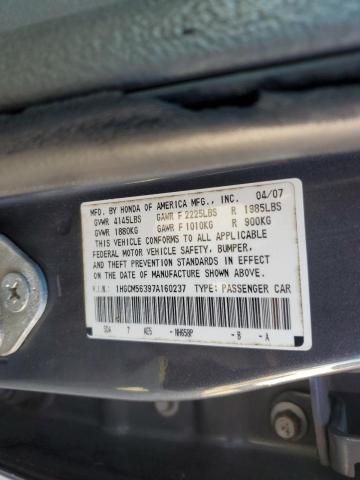 MFD. BY HONDA OF AMERICA MFG., INC. 04/07
GVWR 4145LBS GAWR F 2225LBS R 1985LBS
GVWR 1880KG GAWR F 1010KG R 900KG
THIS VEHICLE CONFORMS TO ALL APPLICABLE
FEDERAL MOTOR VEHICLE SAFETY, BUMPER,
AND THEFT PREVENTION STANDARDS IN EFFECT
ON THE DATE OF MANUFACTURE SHOWN ABOVE.
V.I.N.: 1HGCM56397A160237 TYPE: PASSENGER CAR
SDA 7 AE5 - NH658P - B - A